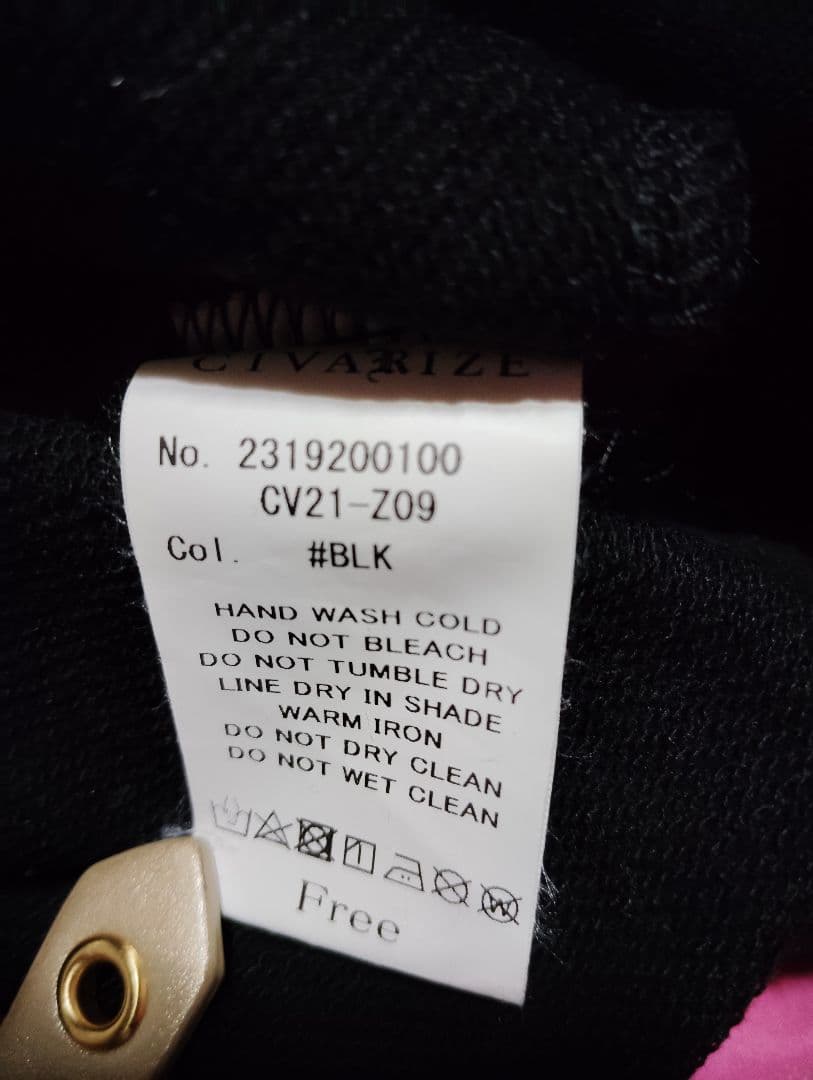 CIVARIZE
No. 2319200100
CV21-Z09
Col. #BLK
HAND WASH COLD
DO NOT BLEACH
DO NOT TUMBLE DRY
LINE DRY IN SHADE
WARM IRON
DO NOT DRY CLEAN
DO NOT WET CLEAN
W
Free